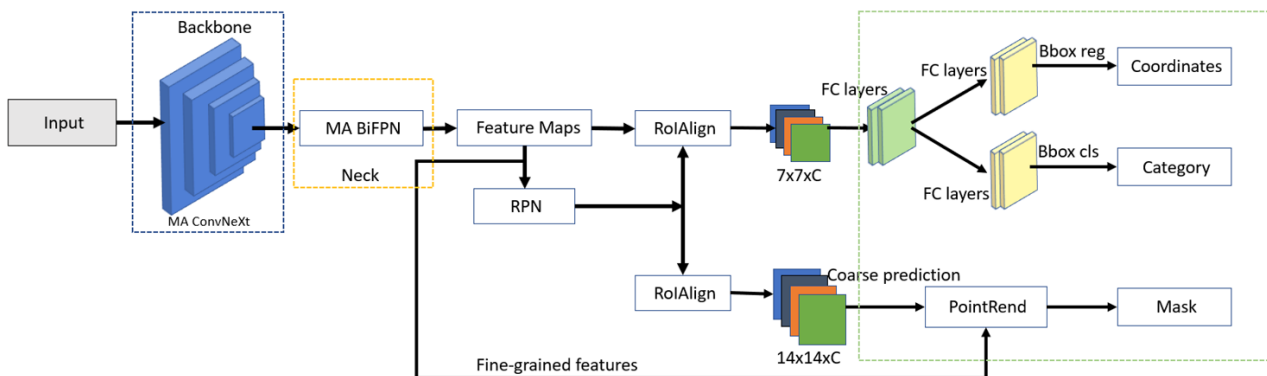 Backbone
Input
MA ConvNeXt
MA BiFPN
Neck
Feature Maps
RPN
RoIAlign
7x7xC
FC layers
FC layers
Bbox reg
Coordinates
FC layers
Bbox cls
Category
RoIAlign
Coarse prediction
14x14xC
PointRend
Mask
Fine-grained features